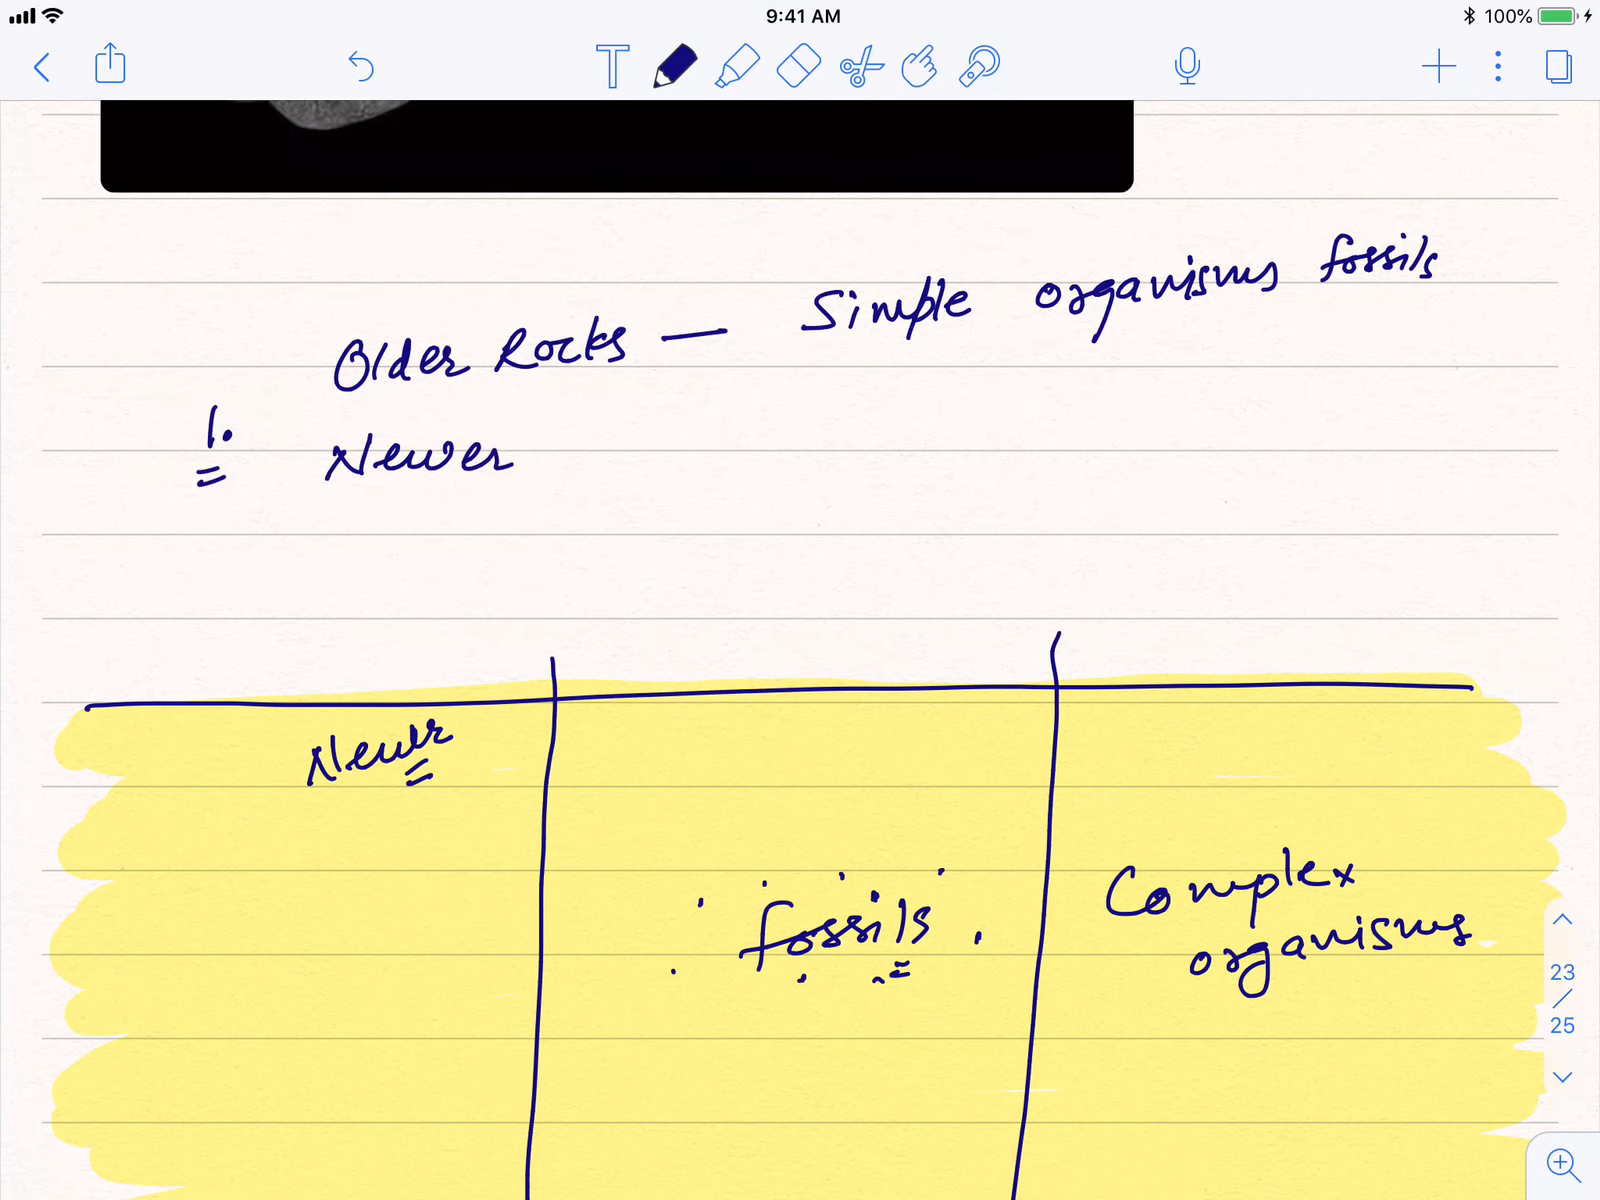 9:41 AM
100%
T
Older Rocks — Simple organisms fossils
1.
Newer
Newer
fossils
Complex
organisms
23
/
25